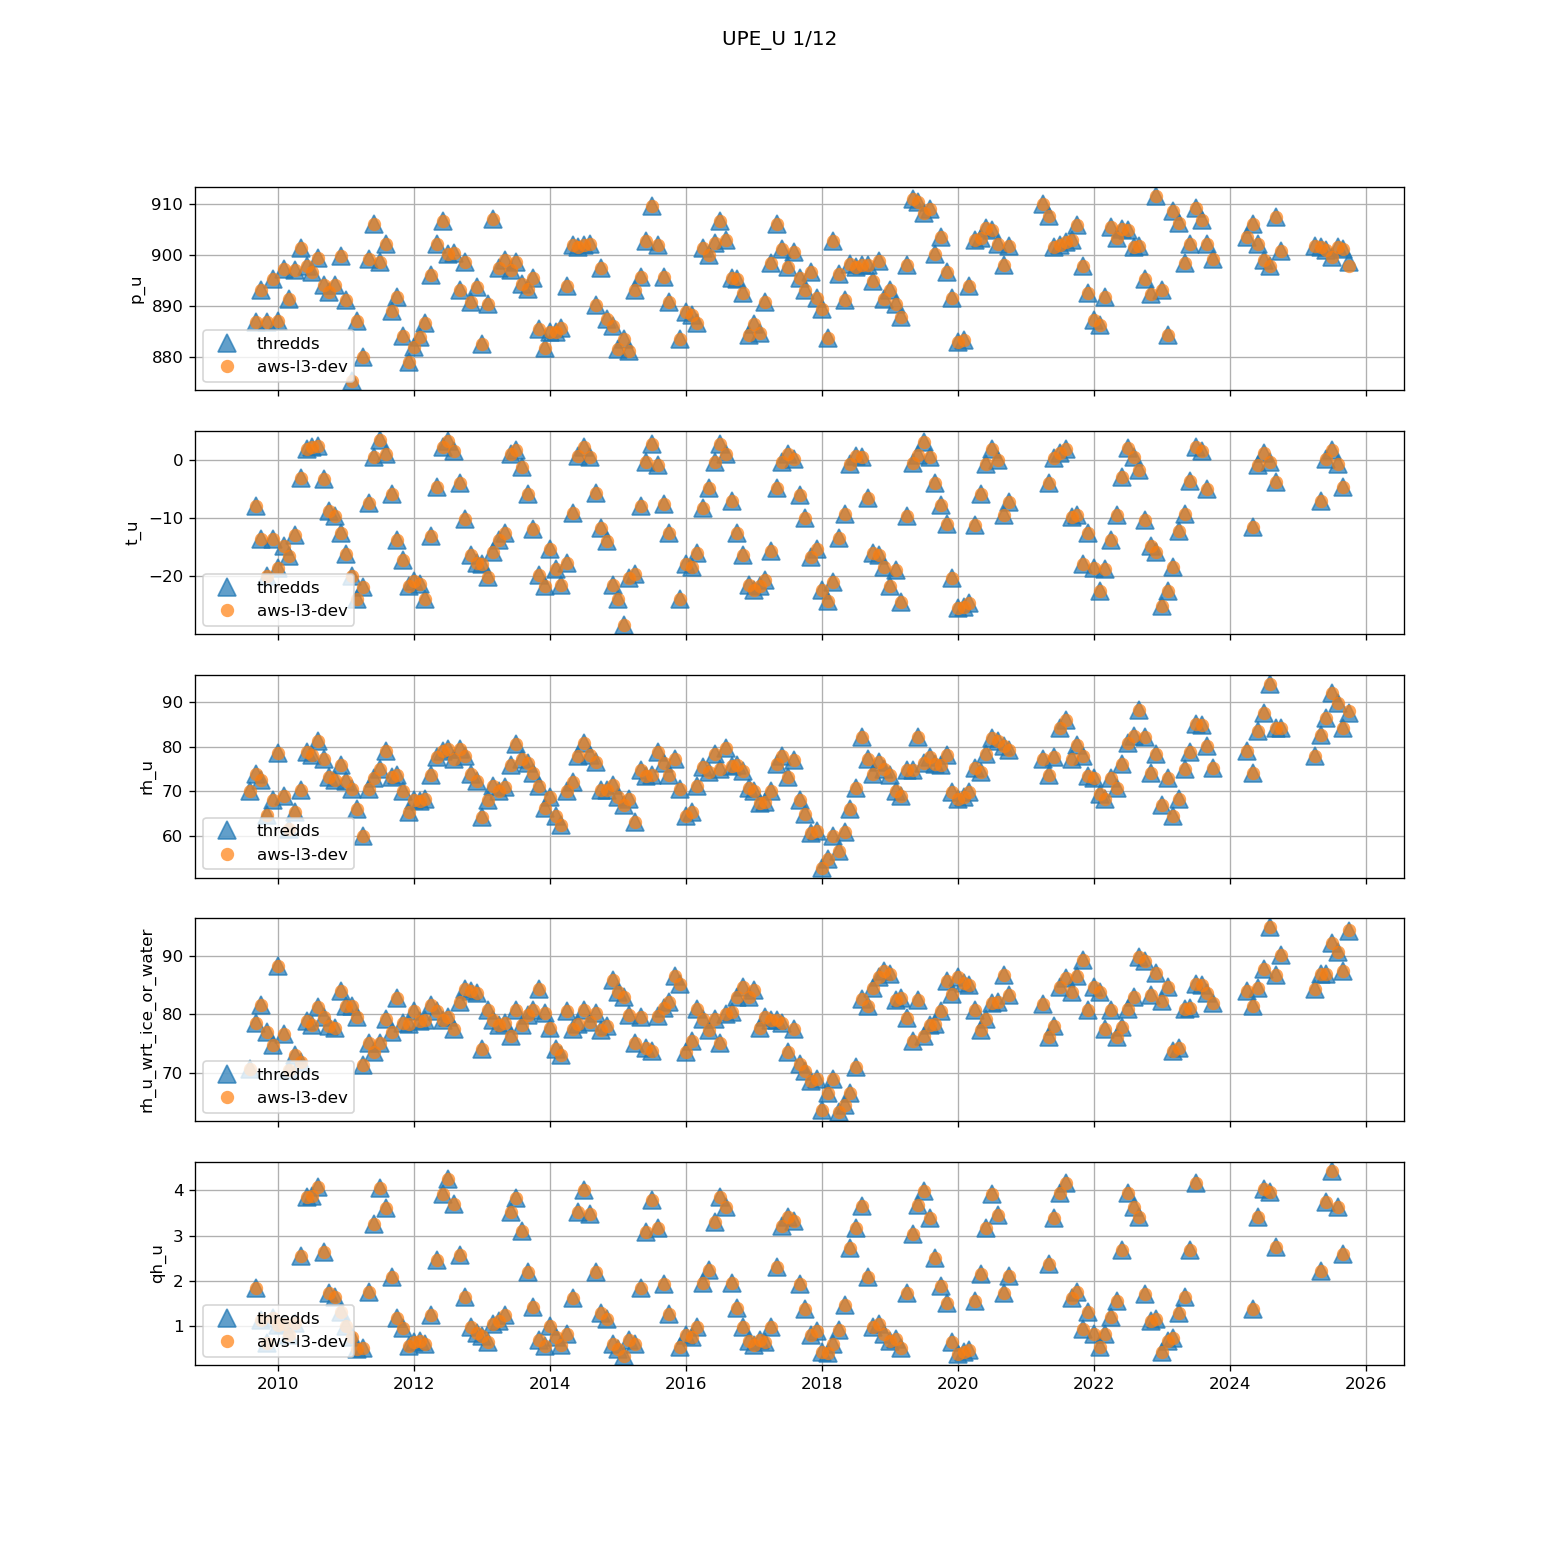 UPE_U 1/12
910
900
890
880
p_u
thredds
aws-l3-dev
0
−10
−20
t_u
thredds
aws-l3-dev
90
80
70
60
rh_u
thredds
aws-l3-dev
90
80
70
rh_u_wrt_ice_or_water
thredds
aws-l3-dev
4
3
2
1
qh_u
thredds
aws-l3-dev
2010 2012 2014 2016 2018 2020 2022 2024 2026